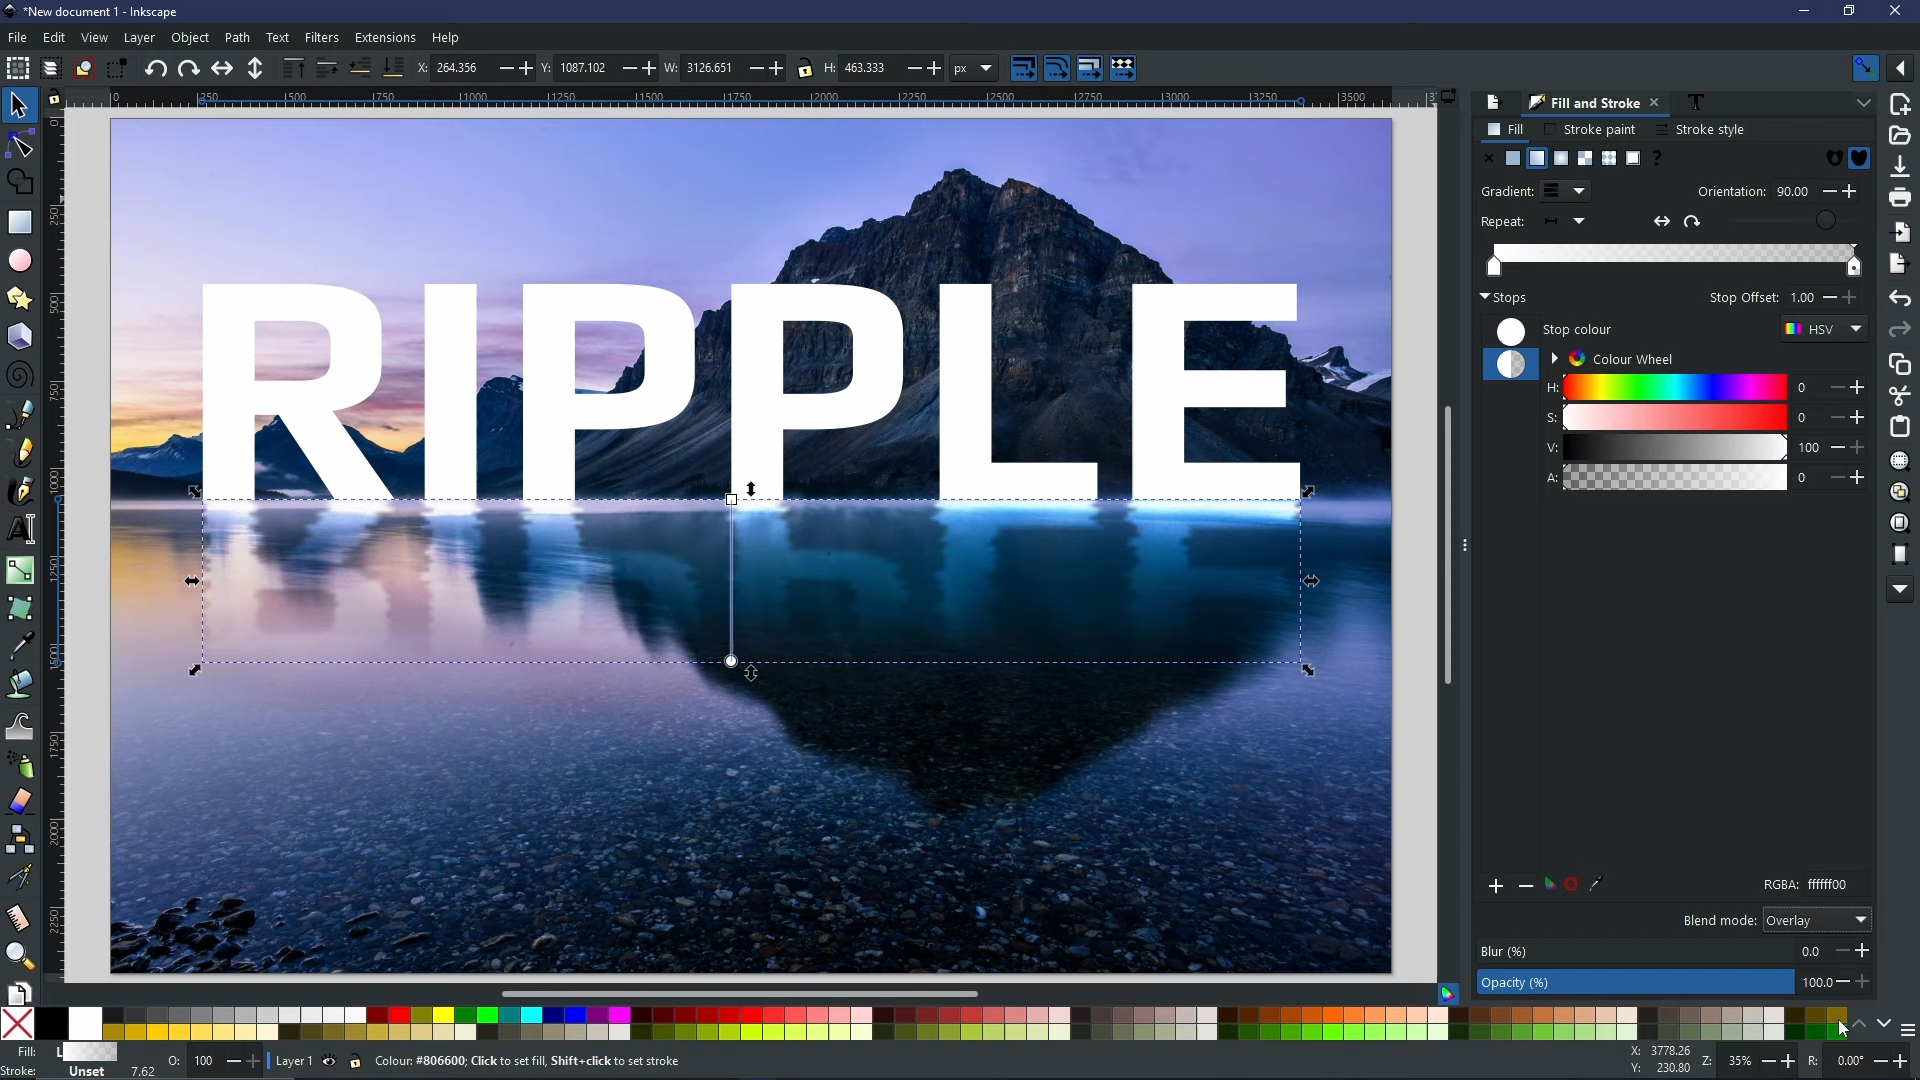 *New document 1 - Inkscape
File Edit View Layer Object Path Text Filters Extensions Help
X: 264.356 Y: 1087.102 W: 3126.651 H: 463.333 px
Fill and Stroke
Fill Stroke paint Stroke style
Gradient: Orientation: 90.00
Repeat:
Stops Stop Offset: 1.00
Stop colour HSV
Colour Wheel
H: 0
S: 0
V: 100
A: 0
RIPPLE
RGBA: ffffff00
Blend mode: Overlay
Blur (%) 0.0
Opacity (%) 100.0
Fill: L O: 100 Layer 1 Colour: #806600; Click to set fill, Shift+click to set stroke X: 3778.26 Z: 35% R: 0.00°
Stroke: Unset 7.62 Y: 230.80